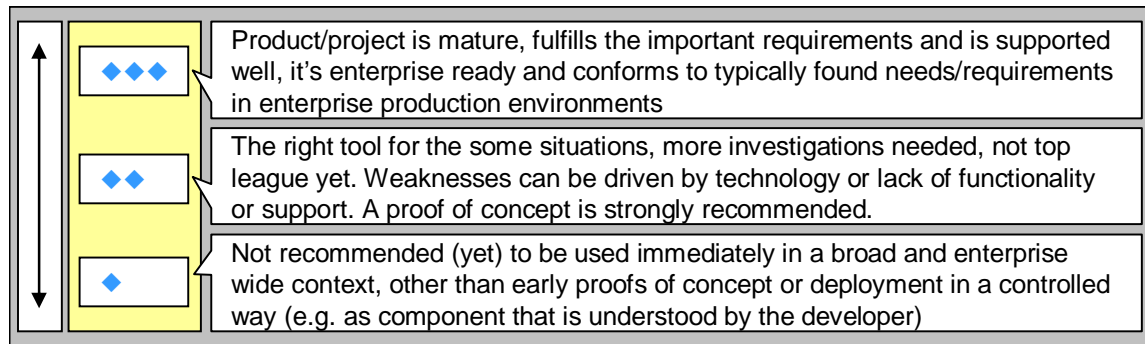 Product/project is mature, fulfills the important requirements and is supported
well, it's enterprise ready and conforms to typically found needs/requirements
in enterprise production environments
The right tool for the some situations, more investigations needed, not top
league yet. Weaknesses can be driven by technology or lack of functionality
or support. A proof of concept is strongly recommended.
Not recommended (yet) to be used immediately in a broad and enterprise
wide context, other than early proofs of concept or deployment in a controlled
way (e.g. as component that is understood by the developer)